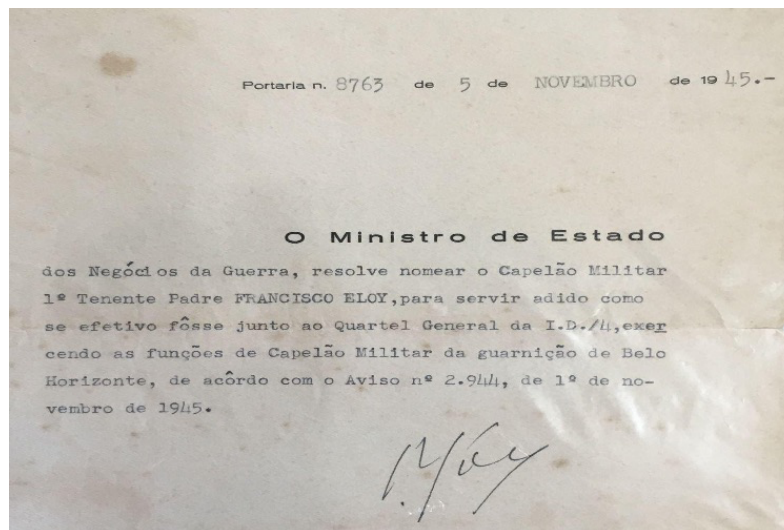 Portaria n. 8763 de 5 de NOVEMBRO de 1945.-
O Ministro de Estado
dos Negócios da Guerra, resolve nomear o Capelão Militar
1º Tenente Padre FRANCISCO ELOY,para servir adido como
se efetivo fôsse junto ao Quartel General da I.D./4,exer
cendo as funções de Capelão Militar da guarnição de Belo
Horizonte, de acôrdo com o Aviso nº 2.944, de 1º de no-
vembro de 1945.